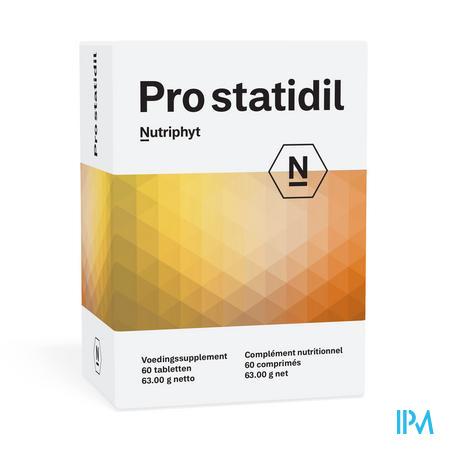 Pro statidil
Pro statidil
Nutriphyt
N
N
Voedingssupplement
60 tabletten
63.00 g netto
Complément nutritionnel
60 comprimés
63.00 g net
IPM